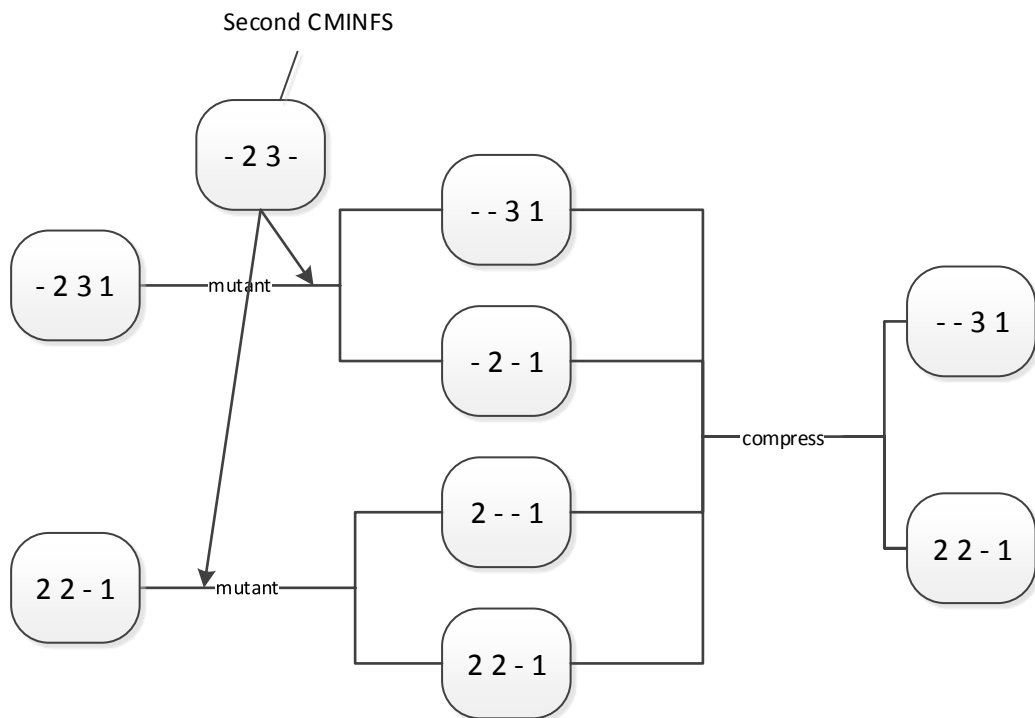 Second CMINFS
- 2 3 -
- - 3 1
- 2 3 1
mutant
- - 3 1
- 2 - 1
compress
2 - - 1
2 2 - 1
2 2 - 1
mutant
2 2 - 1